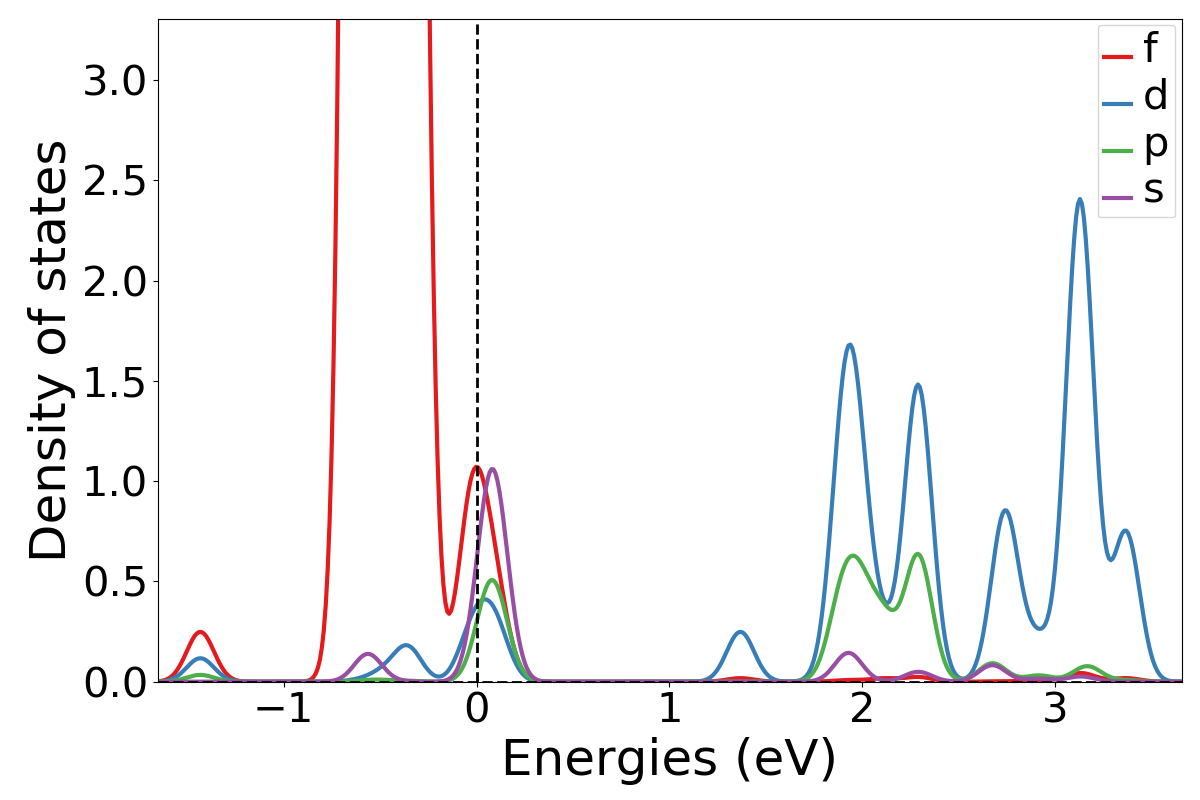 f
d
p
s
Density of states
3.0
2.5
2.0
1.5
1.0
0.5
0.0
−1 0 1 2 3
Energies (eV)